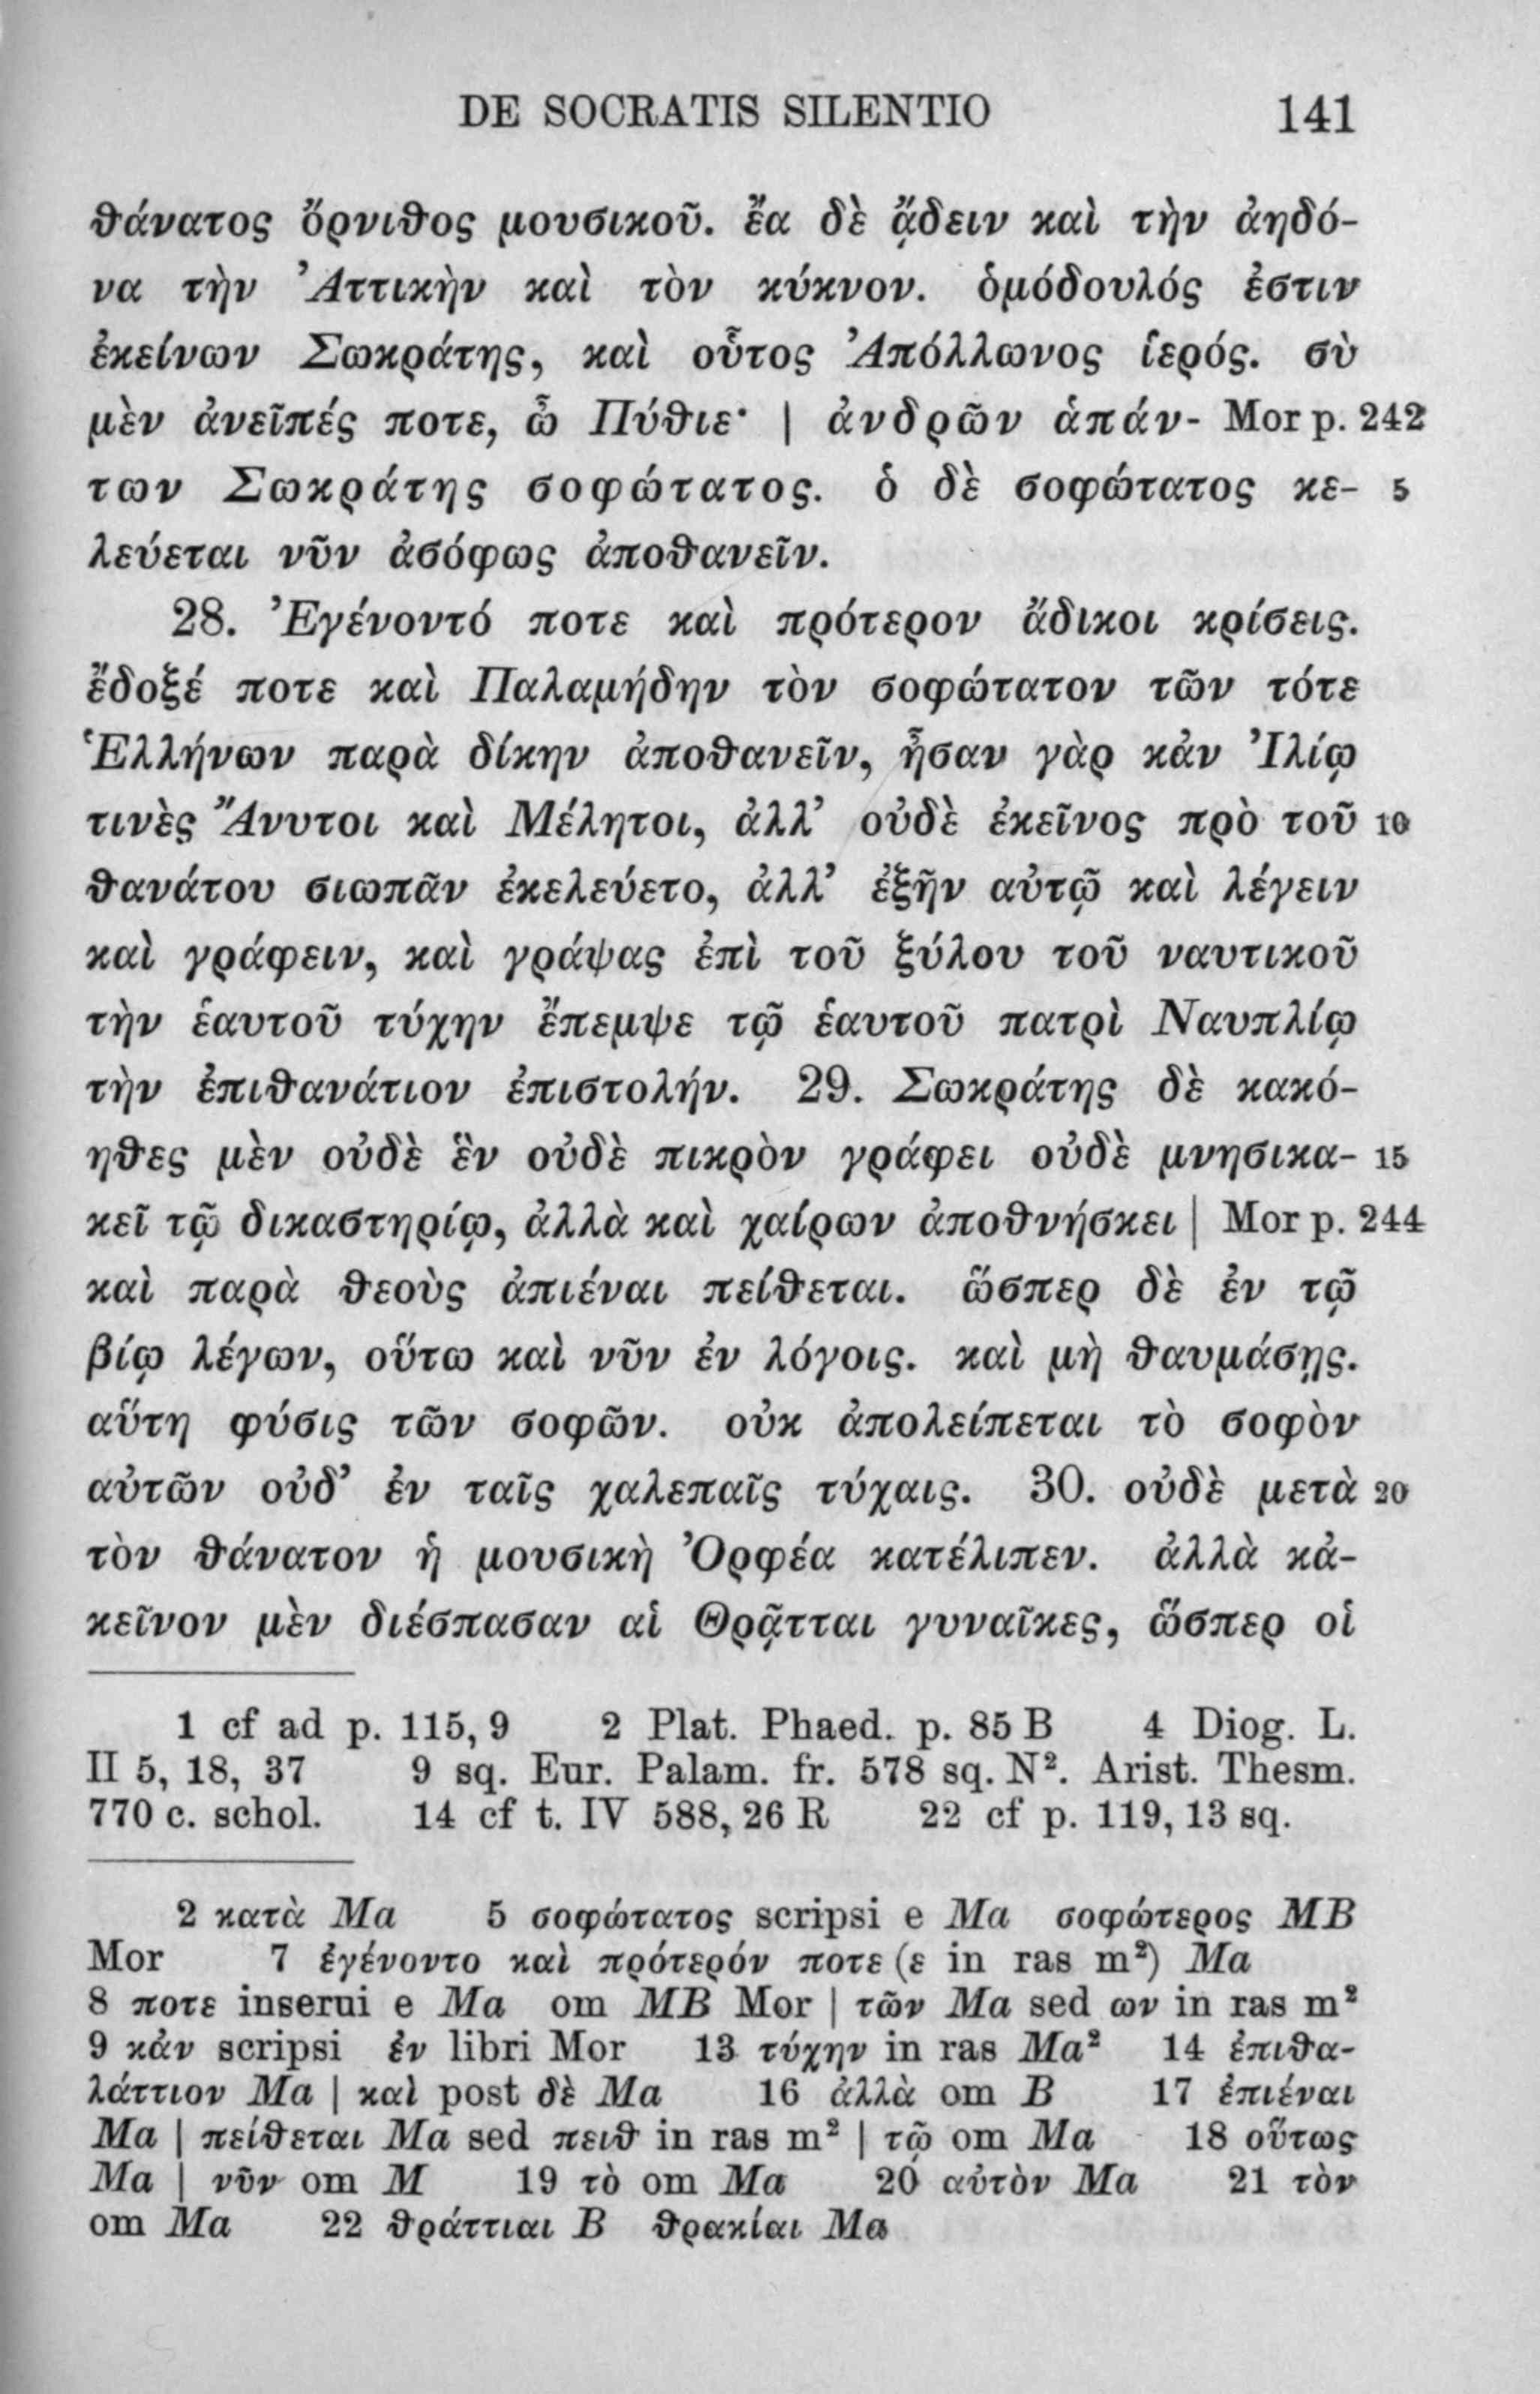 DE SOCRATIS SILENTIO 141
θάνατος ὄρνιθος μουσικοῦ. ἔα δὲ ᾄδειν καὶ τὴν ἀηδό-
να τὴν Ἀττικὴν καὶ τὸν κύκνον. ὁμόδουλός ἐστιν
ἐκείνων Σωκράτης, καὶ οὗτος Ἀπόλλωνος ἱερός. σὺ
μὲν ἀνεῖπές ποτε, ὦ Πύθιε· | ἀνδρῶν ἁπάν- Mor p. 242
των Σωκράτης σοφώτατος. ὁ δὲ σοφώτατος κε- 5
λεύεται νῦν ἀσόφως ἀποθανεῖν.
28. Ἐγένοντό ποτε καὶ πρότερον ἄδικοι κρίσεις.
ἔδοξέ ποτε καὶ Παλαμήδην τὸν σοφώτατον τῶν τότε
Ἑλλήνων παρὰ δίκην ἀποθανεῖν, ἦσαν γὰρ κἀν Ἰλίῳ
τινὲς Ἄνυτοι καὶ Μέλητοι, ἀλλ’ οὐδὲ ἐκεῖνος πρὸ τοῦ 10
θανάτου σιωπᾶν ἐκελεύετο, ἀλλ’ ἐξῆν αὐτῷ καὶ λέγειν
καὶ γράφειν, καὶ γράψας ἐπὶ τοῦ ξύλου τοῦ ναυτικοῦ
τὴν ἑαυτοῦ τύχην ἔπεμψε τῷ ἑαυτοῦ πατρὶ Ναυπλίῳ
τὴν ἐπιθανάτιον ἐπιστολήν. 29. Σωκράτης δὲ κακό-
ηθες μὲν οὐδὲ ἓν οὐδὲ πικρὸν γράφει οὐδὲ μνησικα- 15
κεῖ τῷ δικαστηρίῳ, ἀλλὰ καὶ χαίρων ἀποθνήσκει | Mor p. 244
καὶ παρὰ θεοὺς ἀπιέναι πείθεται. ὥσπερ δὲ ἐν τῷ
βίῳ λέγων, οὕτω καὶ νῦν ἐν λόγοις. καὶ μὴ θαυμάσῃς.
αὕτη φύσις τῶν σοφῶν. οὐκ ἀπολείπεται τὸ σοφὸν
αὐτῶν οὐδ’ ἐν ταῖς χαλεπαῖς τύχαις. 30. οὐδὲ μετὰ 20
τὸν θάνατον ἡ μουσικὴ Ὀρφέα κατέλιπεν. ἀλλὰ κἀ-
κεῖνον μὲν διέσπασαν αἱ Θρᾷτται γυναῖκες, ὥσπερ οἱ
1 cf ad p. 115, 9 2 Plat. Phaed. p. 85 B 4 Diog. L.
II 5, 18, 37 9 sq. Eur. Palam. fr. 578 sq. N². Arist. Thesm.
770 c. schol. 14 cf t. IV 588, 26 R 22 cf p. 119, 13 sq.
2 κατὰ Ma 5 σοφώτατος scripsi e Ma σοφώτερος MB
Mor 7 ἐγένοντο καὶ πρότερόν ποτε (ε in ras m²) Ma
8 ποτε inserui e Ma om MB Mor | τῶν Ma sed ων in ras m²
9 κἀν scripsi ἐν libri Mor 13 τύχην in ras Ma² 14 ἐπιθα-
λάττιον Ma | καὶ post δὲ Ma 16 ἀλλὰ om B 17 ἐπιέναι
Ma | πείθεται Ma sed πειθ in ras m² | τῷ om Ma 18 οὕτως
Ma | νῦν om M 19 τὸ om Ma 20 αὐτὸν Ma 21 τὸν
om Ma 22 θράττιαι B θρακίαι Ma